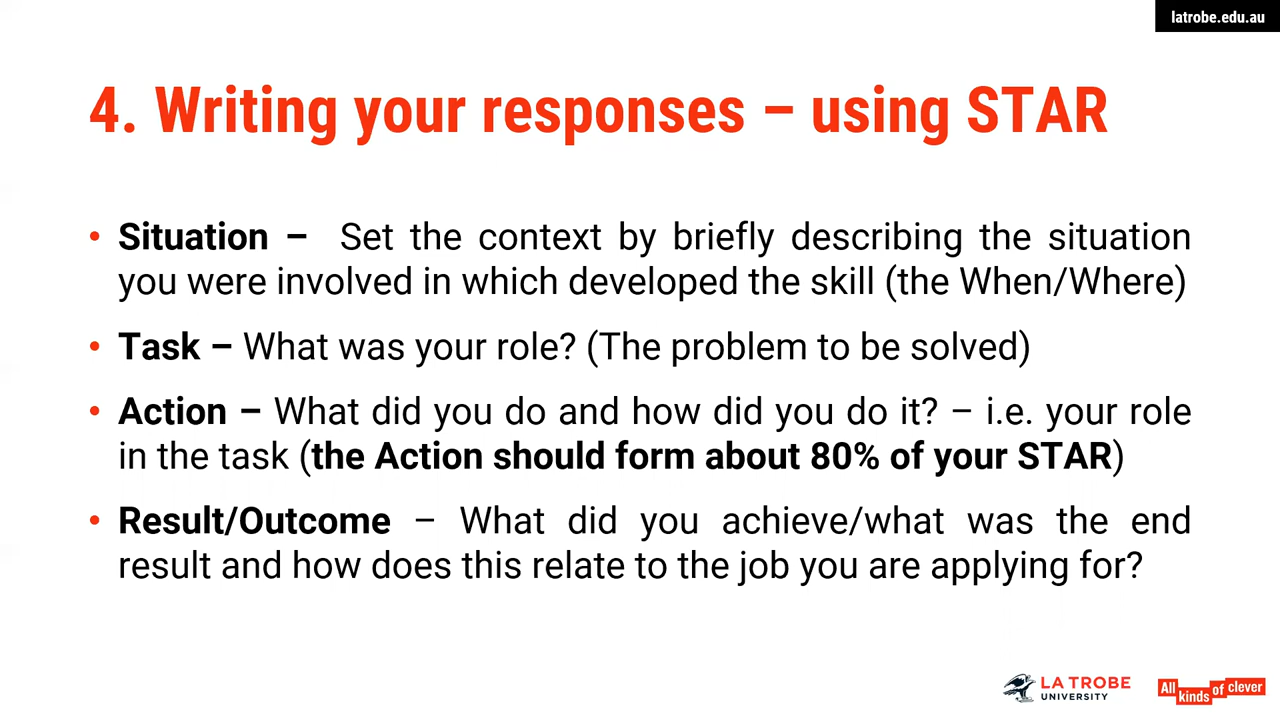 latrobe.edu.au
4. Writing your responses – using STAR
• Situation – Set the context by briefly describing the situation
you were involved in which developed the skill (the When/Where)
• Task – What was your role? (The problem to be solved)
• Action – What did you do and how did you do it? – i.e. your role
in the task (the Action should form about 80% of your STAR)
• Result/Outcome – What did you achieve/what was the end
result and how does this relate to the job you are applying for?
LA TROBE
UNIVERSITY
All kinds of clever